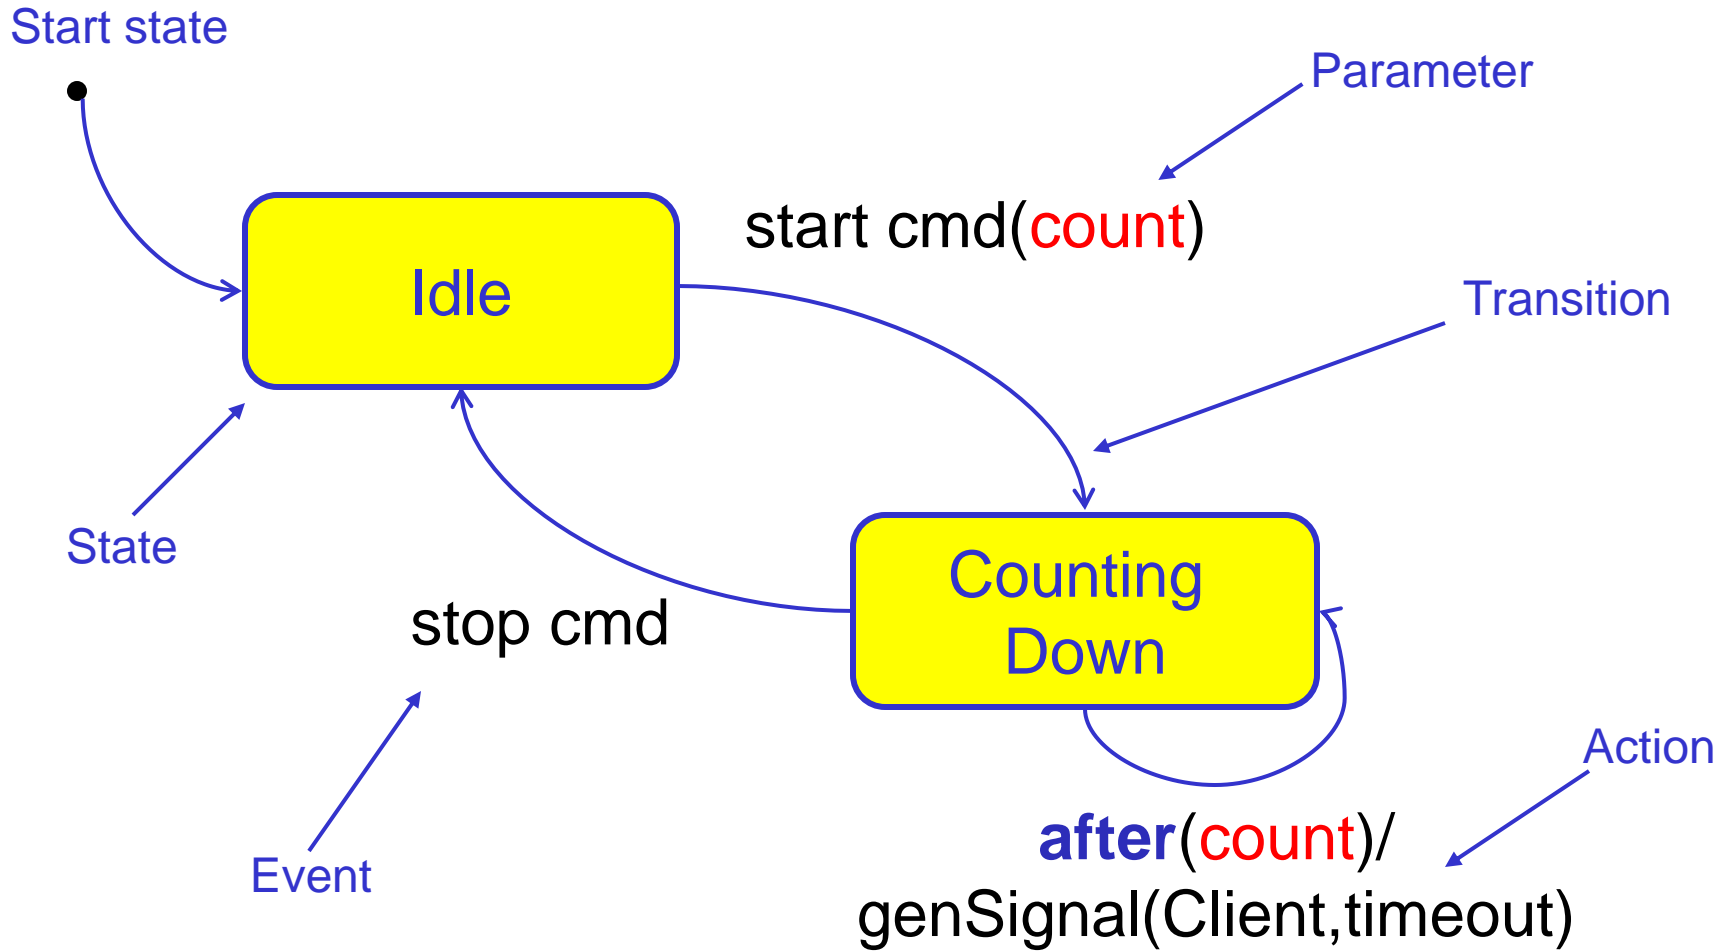 Start state
Parameter
start cmd(count)
Idle
Transition
State
Counting
Down
stop cmd
Action
after(count)/
Event
genSignal(Client,timeout)